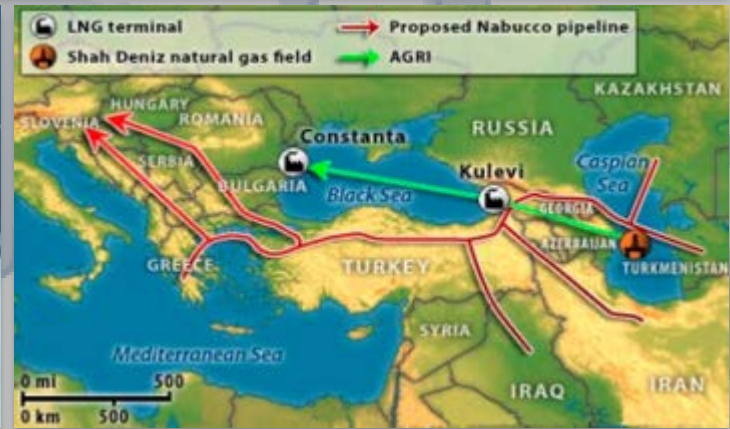 LNG terminal
Proposed Nabucco pipeline
Shah Deniz natural gas field
AGRI
KAZAKHSTAN
HUNGARY
SLOVENIA
ROMANIA
RUSSIA
Constanta
SERBIA
Kulevi
Caspian
Sea
BULGARIA
Black Sea
GEORGIA
AZERBAIJAN
GREECE
TURKEY
TURKMENISTAN
SYRIA
Mediterranean Sea
0 mi 500
IRAQ
IRAN
0 km 500